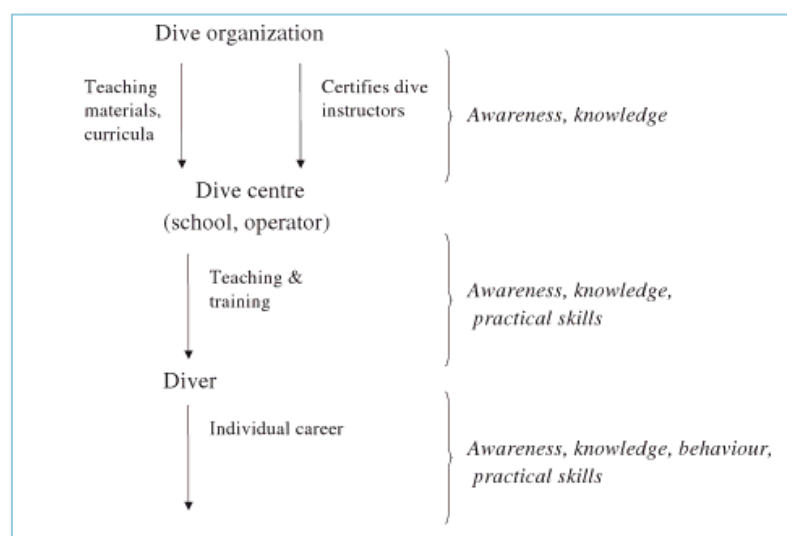 Dive organization
Teaching
materials,
curricula
Certifies dive
instructors
Awareness, knowledge
Dive centre
(school, operator)
Teaching &
training
Awareness, knowledge,
practical skills
Diver
Individual career
Awareness, knowledge, behaviour,
practical skills